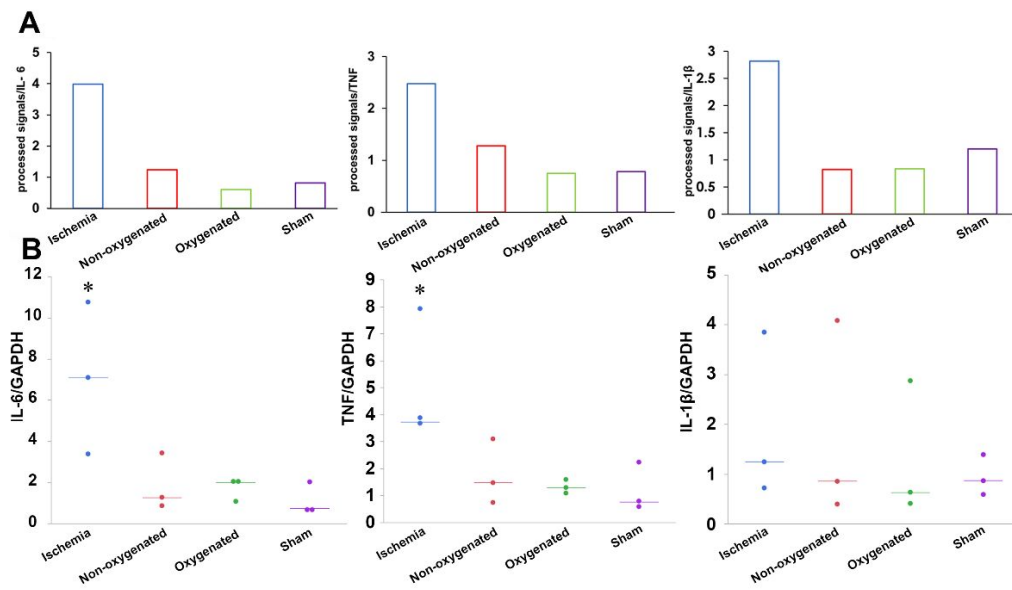 A
processed signals/IL- 6
5
4
3
2
1
0
Ischemia
Non-oxygenated
Oxygenated
Sham
processed signals/TNF
3
2
1
0
Ischemia
Non-oxygenated
Oxygenated
Sham
processed signals/IL-1β
3
2.5
2
1.5
1
0.5
0
Ischemia
Non-oxygenated
Oxygenated
Sham
B
IL-6/GAPDH
12
10
8
6
4
2
0
*
Ischemia
Non-oxygenated
Oxygenated
Sham
TNF/GAPDH
9
8
7
6
5
4
3
2
1
0
*
Ischemia
Non-oxygenated
Oxygenated
Sham
IL-1β/GAPDH
5
4
3
2
1
0
Ischemia
Non-oxygenated
Oxygenated
Sham